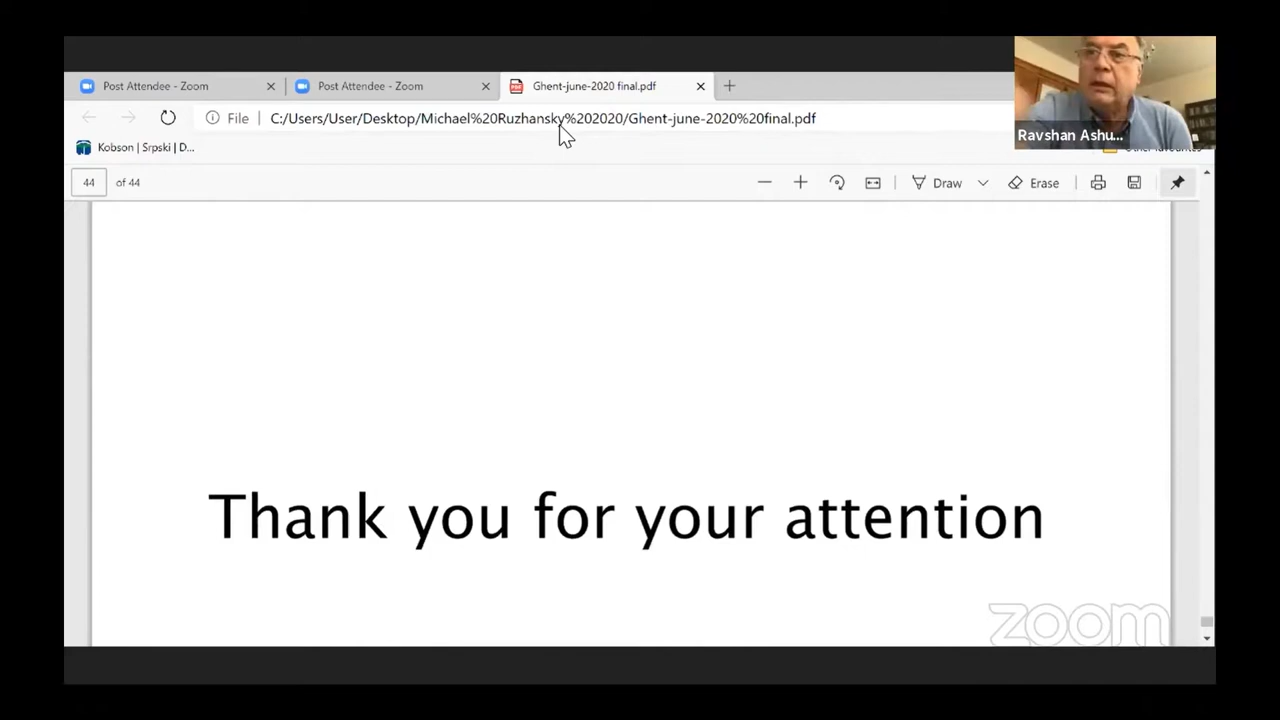 Post Attendee - Zoom
Post Attendee - Zoom
PDF
Ghent-june-2020 final.pdf
File
C:/Users/User/Desktop/Michael%20Ruzhansky%202020/Ghent-june-2020%20final.pdf
Ravshan Ashu...
Kobson | Srpski | D...
44
of 44
Draw
Erase
Thank you for your attention
zoom